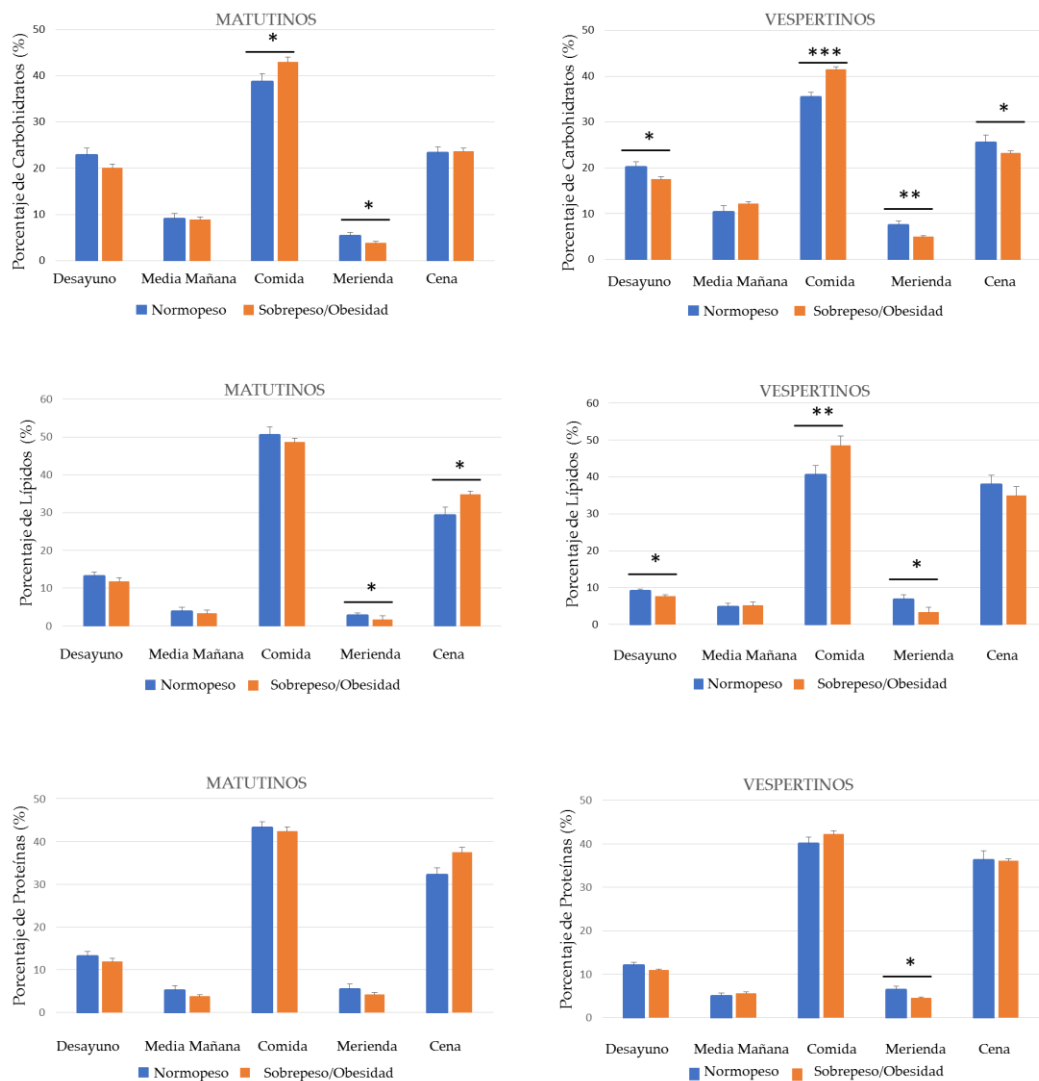 MATUTINOS
Porcentaje de Carbohidratos (%)
50
40
30
20
10
0
*
*
Desayuno Media Mañana Comida Merienda Cena
Normopeso Sobrepeso/Obesidad
VESPERTINOS
Porcentaje de Carbohidratos (%)
50
40
30
20
10
0
*
***
**
*
Desayuno Media Mañana Comida Merienda Cena
Normopeso Sobrepeso/Obesidad
MATUTINOS
Porcentaje de Lípidos (%)
60
50
40
30
20
10
0
*
*
Desayuno Media Mañana Comida Merienda Cena
Normopeso Sobrepeso/Obesidad
VESPERTINOS
Porcentaje de Lípidos (%)
60
50
40
30
20
10
0
*
**
*
Desayuno Media Mañana Comida Merienda Cena
Normopeso Sobrepeso/Obesidad
MATUTINOS
Porcentaje de Proteínas (%)
50
40
30
20
10
0
Desayuno Media Mañana Comida Merienda Cena
Normopeso Sobrepeso/Obesidad
VESPERTINOS
Porcentaje de Proteínas (%)
50
40
30
20
10
0
*
Desayuno Media Mañana Comida Merienda Cena
Normopeso Sobrepeso/Obesidad